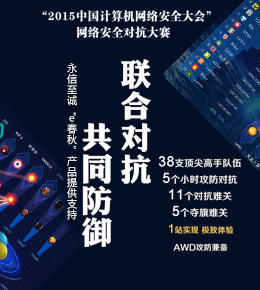 “2015中国计算机网络安全大会”
网络安全对抗大赛
联合对抗
共同防御
永信至诚“e春秋”产品提供支持
38支顶尖高手队伍
5个小时攻防对抗
11个对抗难关
5个夺旗难关
1站实现 极致体验
AWD攻防兼备